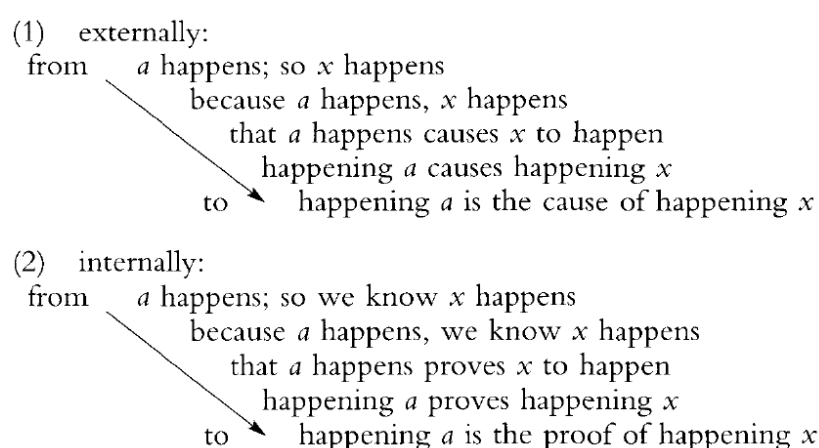 (1) externally:
from a happens; so x happens
because a happens, x happens
that a happens causes x to happen
happening a causes happening x
to happening a is the cause of happening x
(2) internally:
from a happens; so we know x happens
because a happens, we know x happens
that a happens proves x to happen
happening a proves happening x
to happening a is the proof of happening x